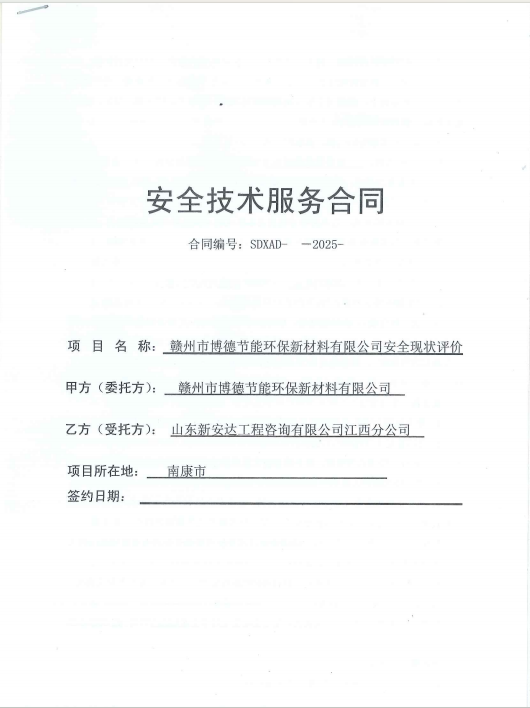 安全技术服务合同
合同编号：SDXAD-  -2025-
项 目 名 称：赣州市博德节能环保新材料有限公司安全现状评价
甲方（委托方）：赣州市博德节能环保新材料有限公司
乙方（受托方）：山东新安达工程咨询有限公司江西分公司
项目所在地：南康市
签约日期：